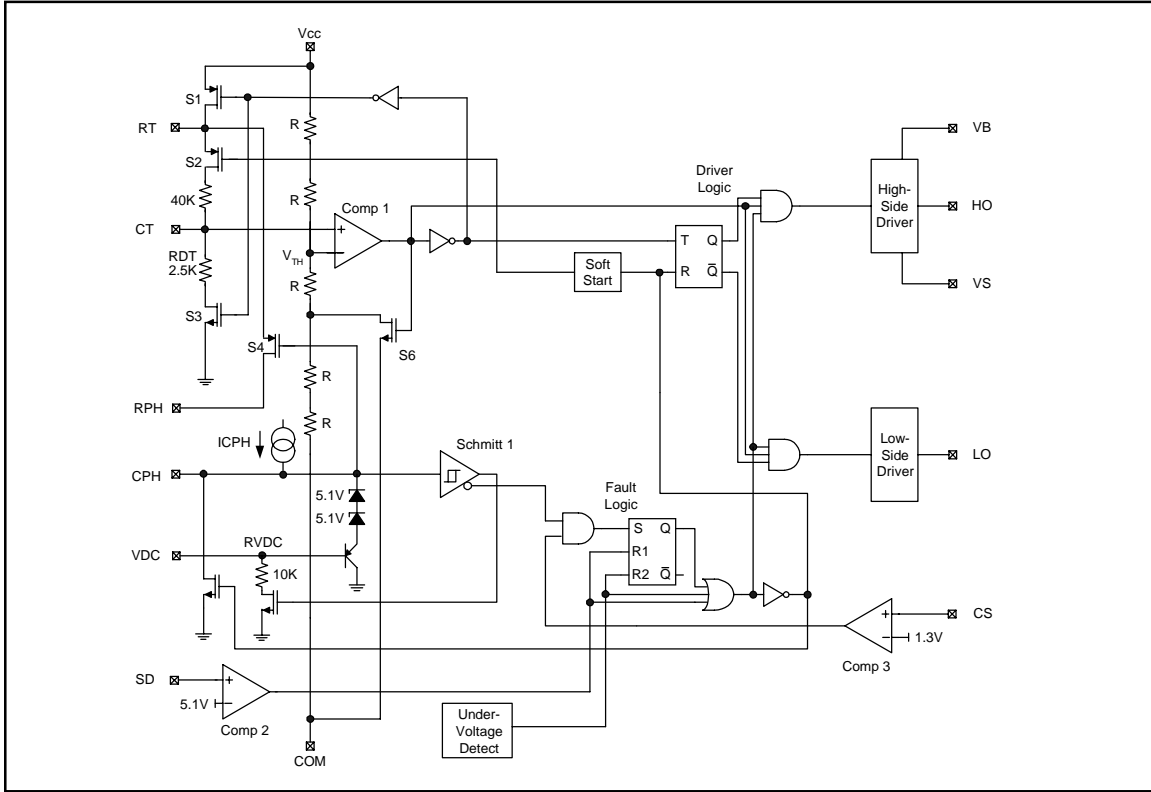 Vcc
S1
R
RT
VB
S2
Driver
Logic
High-
Side
Driver
40K
R
Comp 1
HO
CT
+
T Q
RDT
2.5K
VTH
−
R
Soft
Start
R Q
VS
S3
S4
S6
R
RPH
R
ICPH
Schmitt 1
Low-
Side
Driver
LO
CPH
5.1V
5.1V
Fault
Logic
S Q
VDC
RVDC
R1
10K
R2 Q
+
CS
−
1.3V
Comp 3
SD
+
5.1V
−
Comp 2
Under-
Voltage
Detect
COM